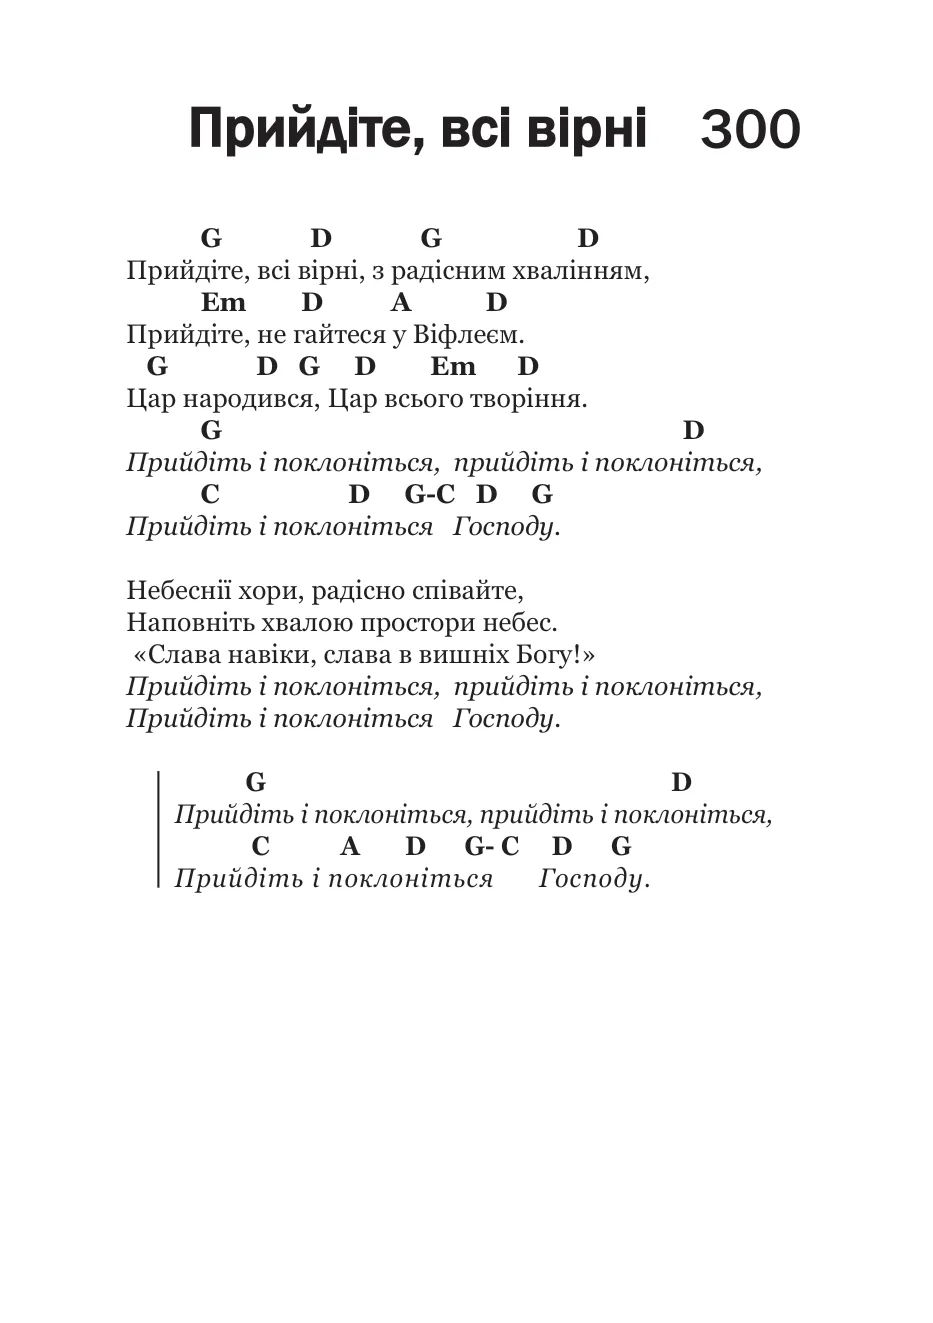 Прийдіте, всі вірні 300
G D G D
Прийдіте, всі вірні, з радісним хвалінням,
Em D A D
Прийдіте, не гайтеся у Віфлеєм.
G D G D Em D
Цар народився, Цар всього творіння.
G D
Прийдіть і поклоніться, прийдіть і поклоніться,
C D G-C D G
Прийдіть і поклоніться Господу.
Небеснії хори, радісно співайте,
Наповніть хвалою простори небес.
«Слава навіки, слава в вишніх Богу!»
Прийдіть і поклоніться, прийдіть і поклоніться,
Прийдіть і поклоніться Господу.
G D
Прийдіть і поклоніться, прийдіть і поклоніться,
C A D G- C D G
Прийдіть і поклоніться Господу.